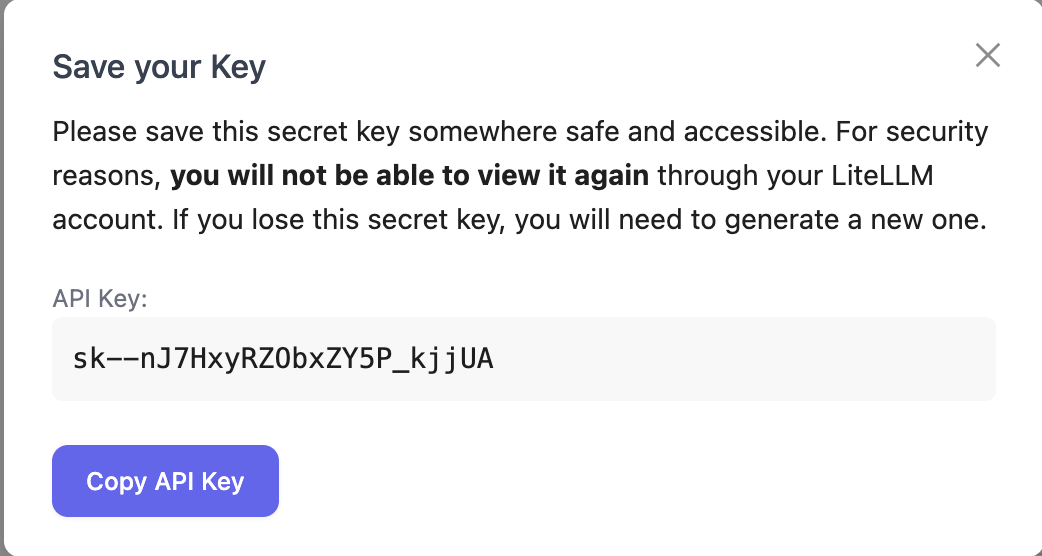 Save your Key
Please save this secret key somewhere safe and accessible. For security
reasons, you will not be able to view it again through your LiteLLM
account. If you lose this secret key, you will need to generate a new one.
API Key:
sk--nJ7HxyRZObxZY5P_kjjUA
Copy API Key